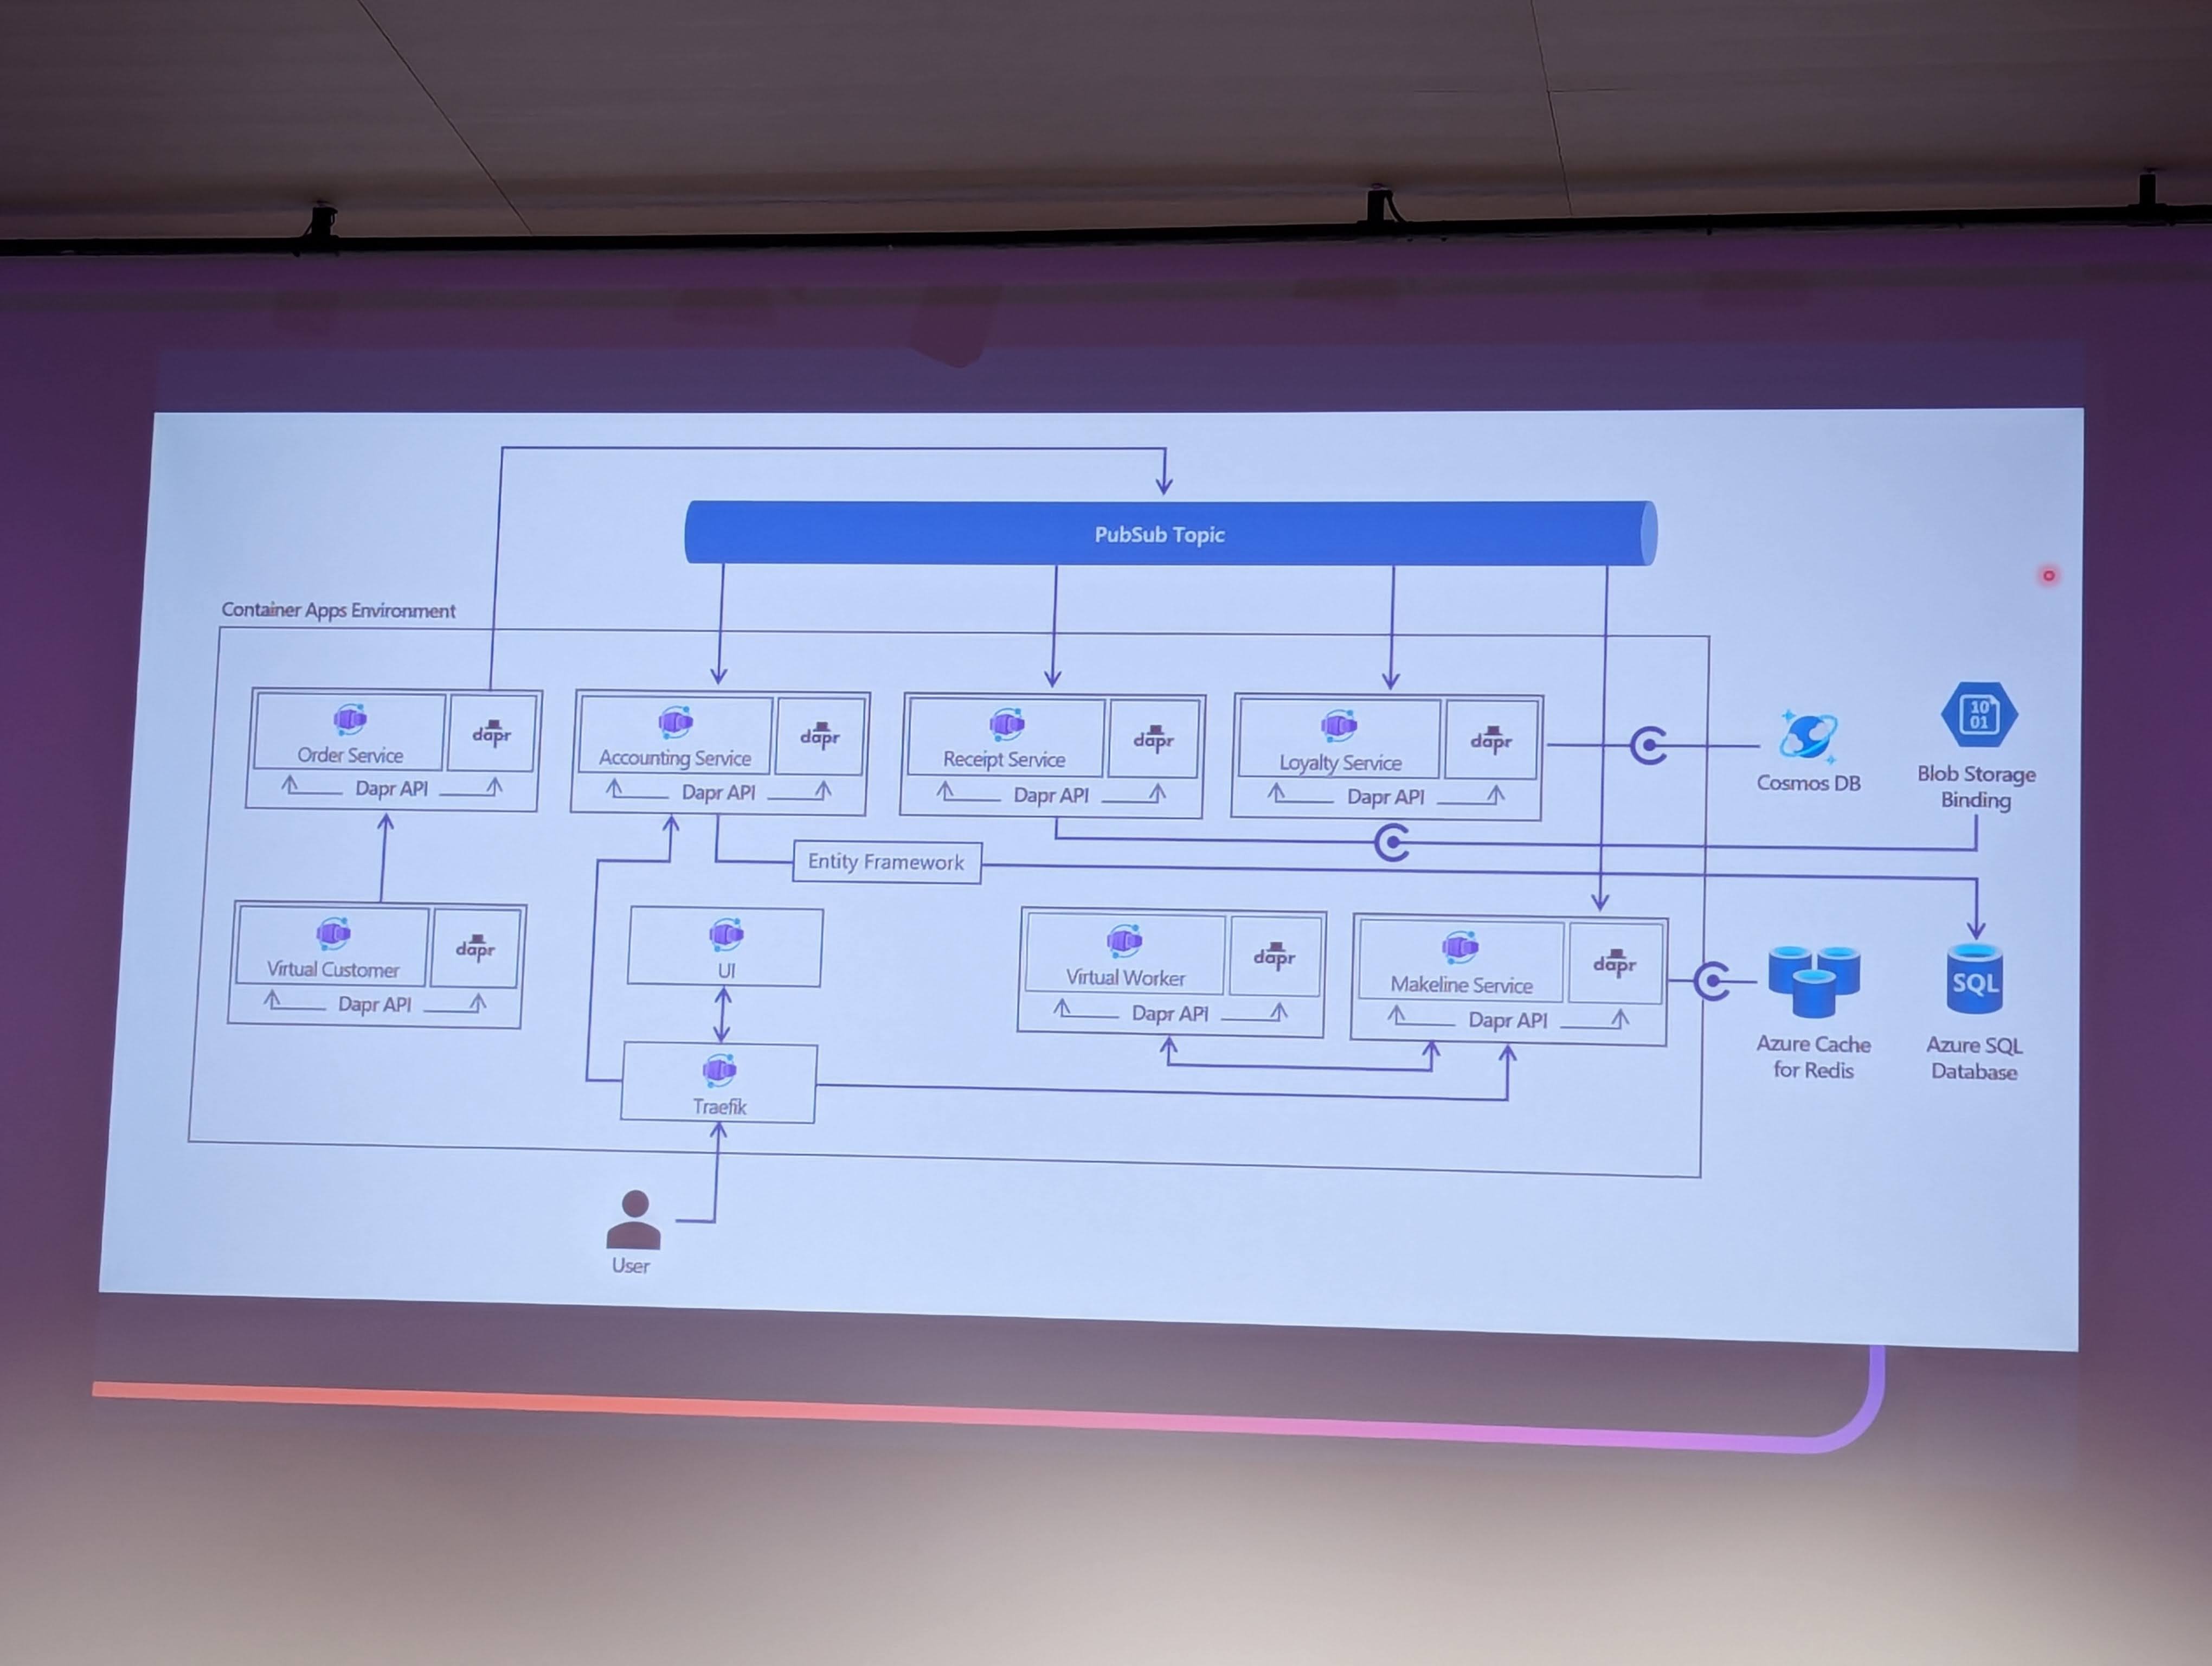 PubSub Topic
Container Apps Environment
Order Service
dapr
Dapr API
Accounting Service
dapr
Dapr API
Receipt Service
dapr
Dapr API
Loyalty Service
dapr
Dapr API
Cosmos DB
10
01
Blob Storage
Binding
Entity Framework
Virtual Customer
dapr
Dapr API
UI
Traefik
Virtual Worker
dapr
Dapr API
Makeline Service
dapr
Dapr API
Azure Cache
for Redis
SQL
Azure SQL
Database
User